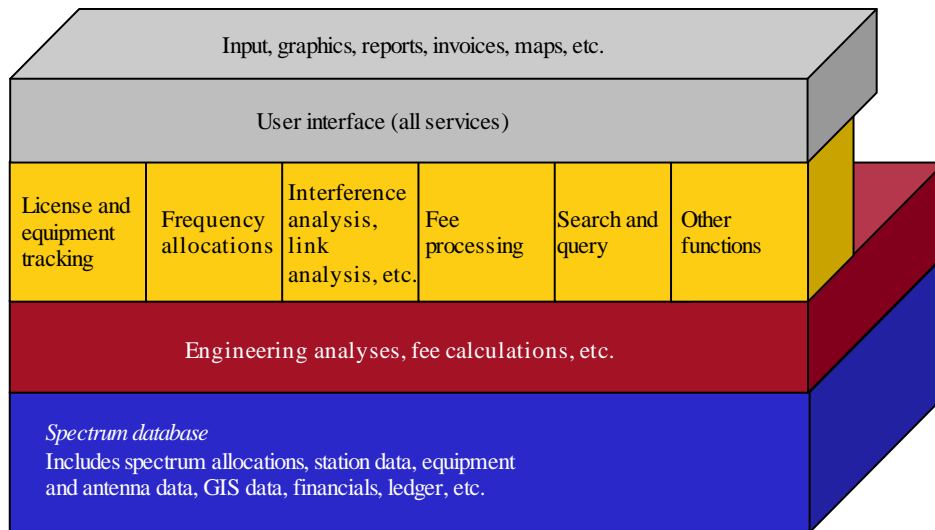 Input, graphics, reports, invoices, maps, etc.
User interface (all services)
License and
equipment
tracking
Frequency
allocations
Interference
analysis,
link
analysis, etc.
Fee
processing
Search and
query
Other
functions
Engineering analyses, fee calculations, etc.
Spectrum database
Includes spectrum allocations, station data, equipment
and antenna data, GIS data, financials, ledger, etc.